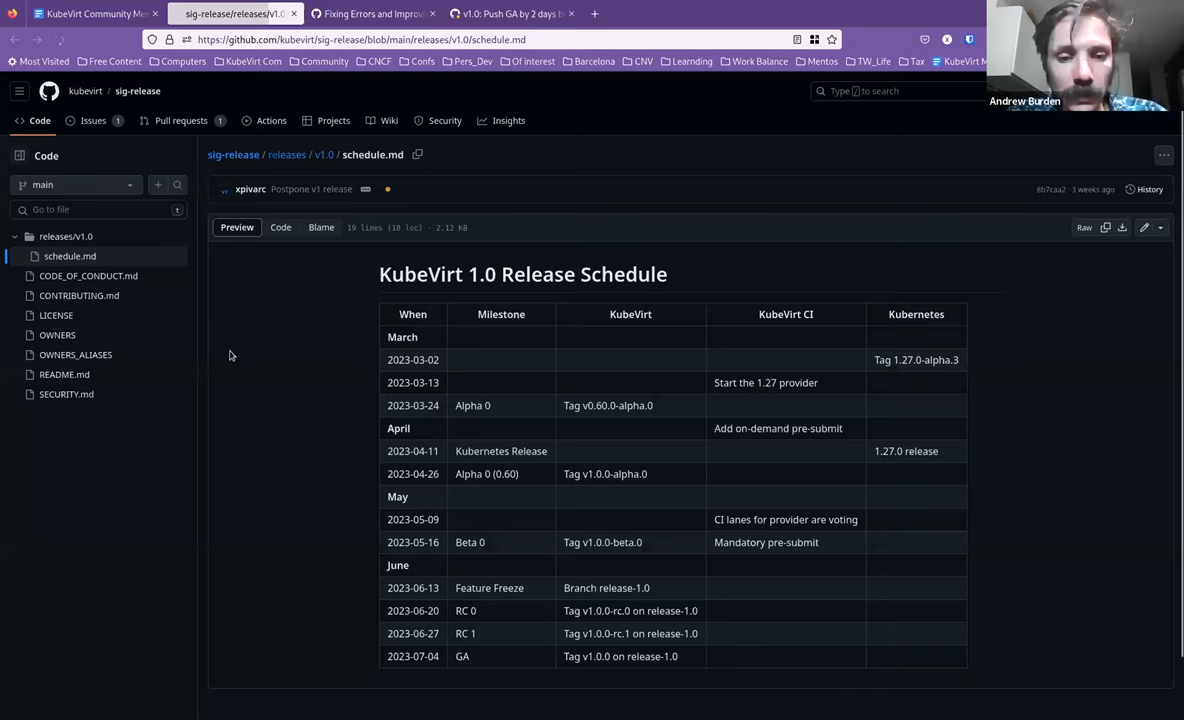 KubeVirt Community Mee
sig-release/releases/v1.0
Fixing Errors and Improvi
v1.0: Push GA by 2 days b
https://github.com/kubevirt/sig-release/blob/main/releases/v1.0/schedule.md
Most Visited Free Content Computers KubeVirt Com Community CNCF Confs Pers_Dev Of interest Barcelona CNV Learnding Work Balance Mentos TW_Life Tax KubeVirt M
Andrew Burden
kubevirt / sig-release
Type / to search
Code Issues 1 Pull requests 1 Actions Projects Wiki Security Insights
Code
main
Go to file t
releases/v1.0
schedule.md
CODE_OF_CONDUCT.md
CONTRIBUTING.md
LICENSE
OWNERS
OWNERS_ALIASES
README.md
SECURITY.md
sig-release / releases / v1.0 / schedule.md
xpivarc Postpone v1 release
8b7caa2 · 3 weeks ago History
Preview Code Blame 19 lines (18 loc) · 2.12 KB Raw
KubeVirt 1.0 Release Schedule
When Milestone KubeVirt KubeVirt CI Kubernetes
March
2023-03-02 Tag 1.27.0-alpha.3
2023-03-13 Start the 1.27 provider
2023-03-24 Alpha 0 Tag v0.60.0-alpha.0
April Add on-demand pre-submit
2023-04-11 Kubernetes Release 1.27.0 release
2023-04-26 Alpha 0 (0.60) Tag v1.0.0-alpha.0
May
2023-05-09 CI lanes for provider are voting
2023-05-16 Beta 0 Tag v1.0.0-beta.0 Mandatory pre-submit
June
2023-06-13 Feature Freeze Branch release-1.0
2023-06-20 RC 0 Tag v1.0.0-rc.0 on release-1.0
2023-06-27 RC 1 Tag v1.0.0-rc.1 on release-1.0
2023-07-04 GA Tag v1.0.0 on release-1.0